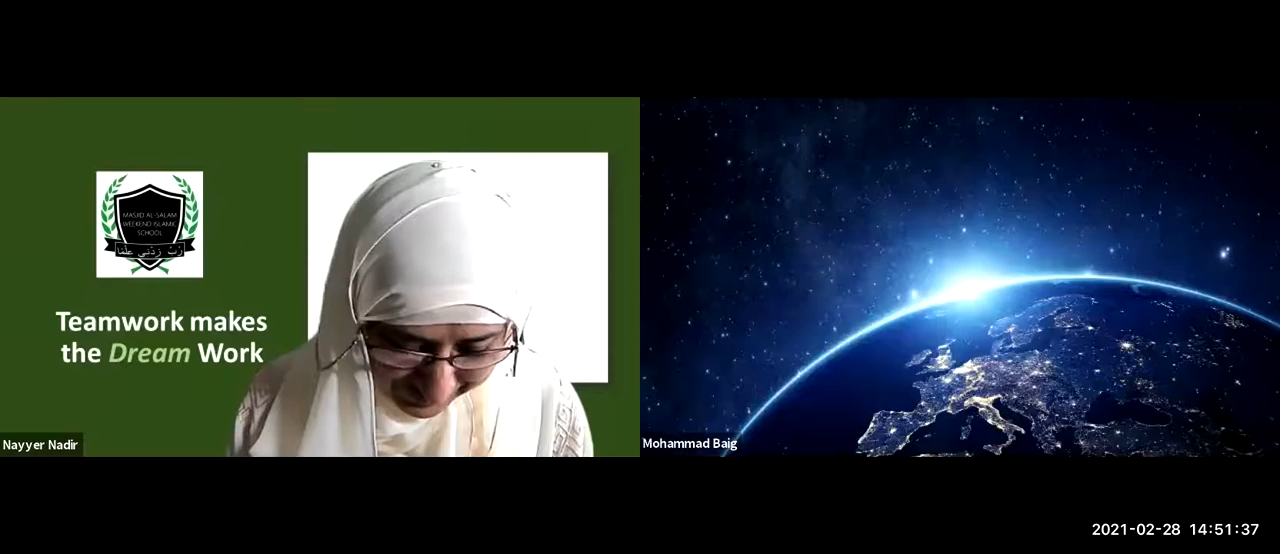 MASJID AL-SALAM
WEEKEND ISLAMIC
SCHOOL
رَبِّ زِدْنِي عِلْمًا
Teamwork makes
the Dream Work
Nayyer Nadir
Mohammad Baig
2021-02-28 14:51:37